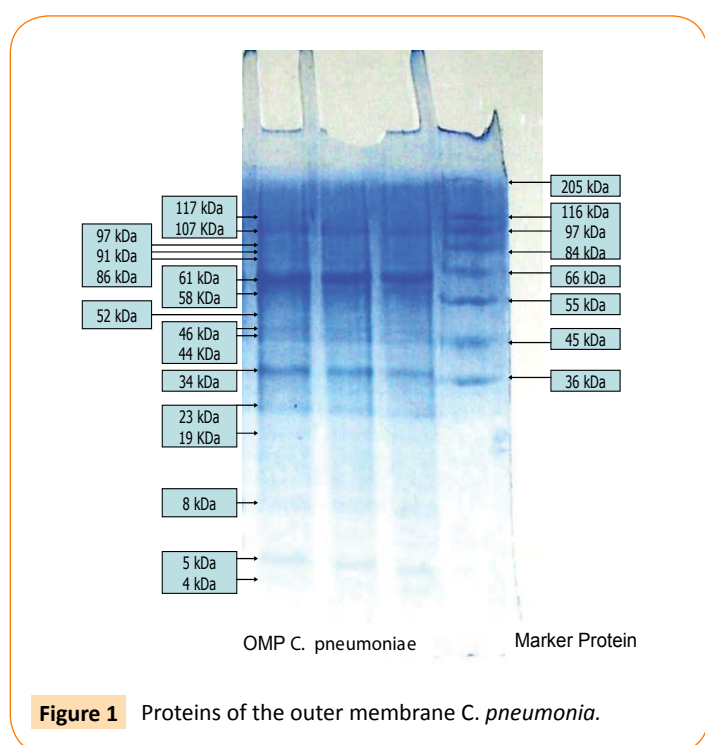 117 kDa
107 kDa
97 kDa
91 kDa
86 kDa
61 kDa
58 KDa
52 kDa
46 kDa
44 KDa
34 kDa
23 kDa
19 KDa
8 kDa
5 kDa
4 kDa
205 kDa
116 kDa
97 kDa
84 kDa
66 kDa
55 kDa
45 kDa
36 kDa
OMP C. pneumoniae
Marker Protein
Figure 1 Proteins of the outer membrane C. pneumonia.